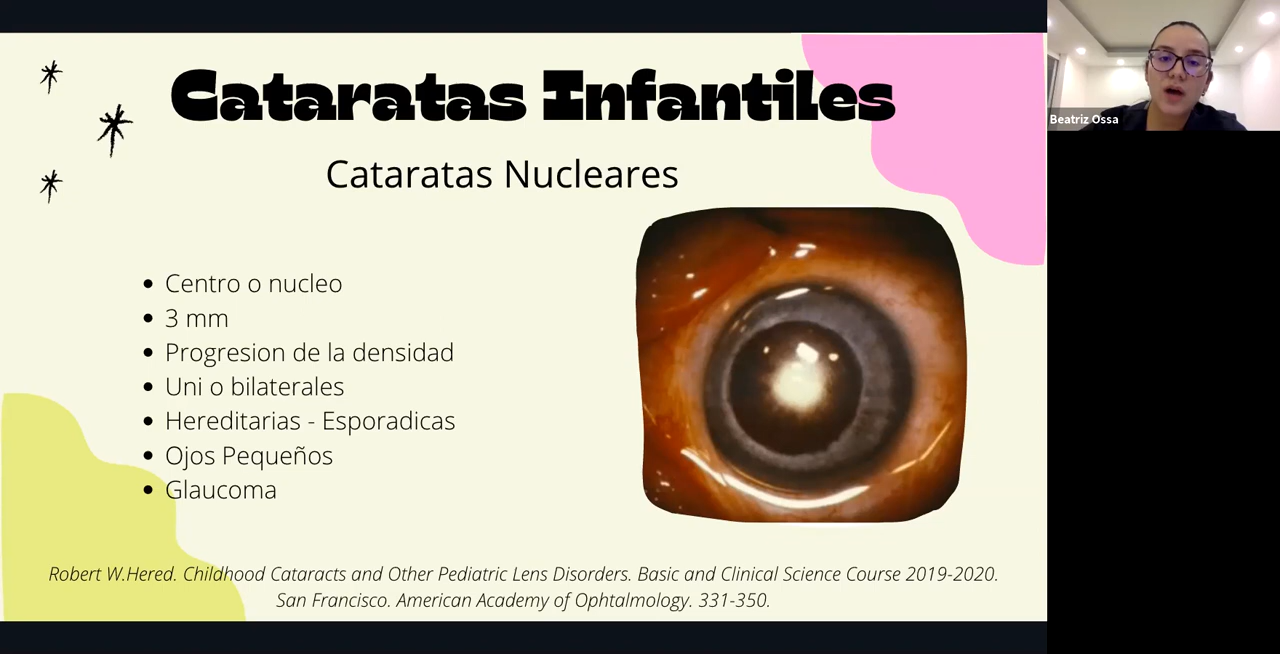 Cataratas Infantiles
Cataratas Nucleares
Centro o nucleo
3 mm
Progresion de la densidad
Uni o bilaterales
Hereditarias - Esporadicas
Ojos Pequeños
Glaucoma
Robert W.Hered. Childhood Cataracts and Other Pediatric Lens Disorders. Basic and Clinical Science Course 2019-2020.
San Francisco. American Academy of Ophtalmology. 331-350.
Beatriz Ossa